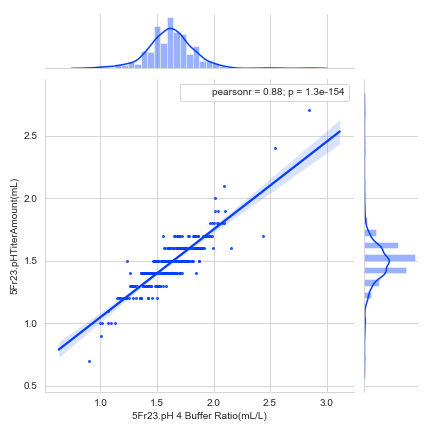 pearsonr = 0.88; p = 1.3e-154
2.5
2.0
1.5
1.0
0.5
5Fr23.pHTiterAmount(mL)
1.0 1.5 2.0 2.5 3.0
5Fr23.pH 4 Buffer Ratio(mL/L)